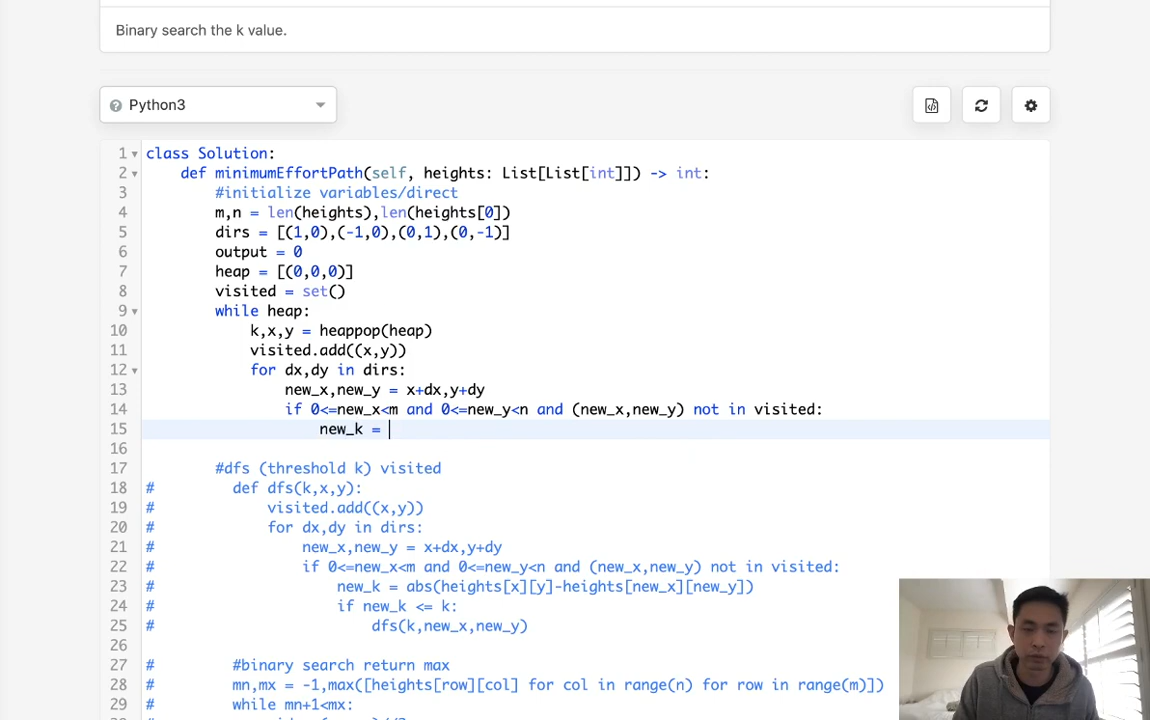 Binary search the k value.
Python3
1 class Solution:
2 def minimumEffortPath(self, heights: List[List[int]]) -> int:
3 #initialize variables/direct
4 m,n = len(heights),len(heights[0])
5 dirs = [(1,0),(-1,0),(0,1),(0,-1)]
6 output = 0
7 heap = [(0,0,0)]
8 visited = set()
9 while heap:
10 k,x,y = heappop(heap)
11 visited.add((x,y))
12 for dx,dy in dirs:
13 new_x,new_y = x+dx,y+dy
14 if 0<=new_x<m and 0<=new_y<n and (new_x,new_y) not in visited:
15 new_k =
16
17 #dfs (threshold k) visited
18 # def dfs(k,x,y):
19 # visited.add((x,y))
20 # for dx,dy in dirs:
21 # new_x,new_y = x+dx,y+dy
22 # if 0<=new_x<m and 0<=new_y<n and (new_x,new_y) not in visited:
23 # new_k = abs(heights[x][y]-heights[new_x][new_y])
24 # if new_k <= k:
25 # dfs(k,new_x,new_y)
26
27 # #binary search return max
28 # mn,mx = -1,max([heights[row][col] for col in range(n) for row in range(m)])
29 # while mn+1<mx: